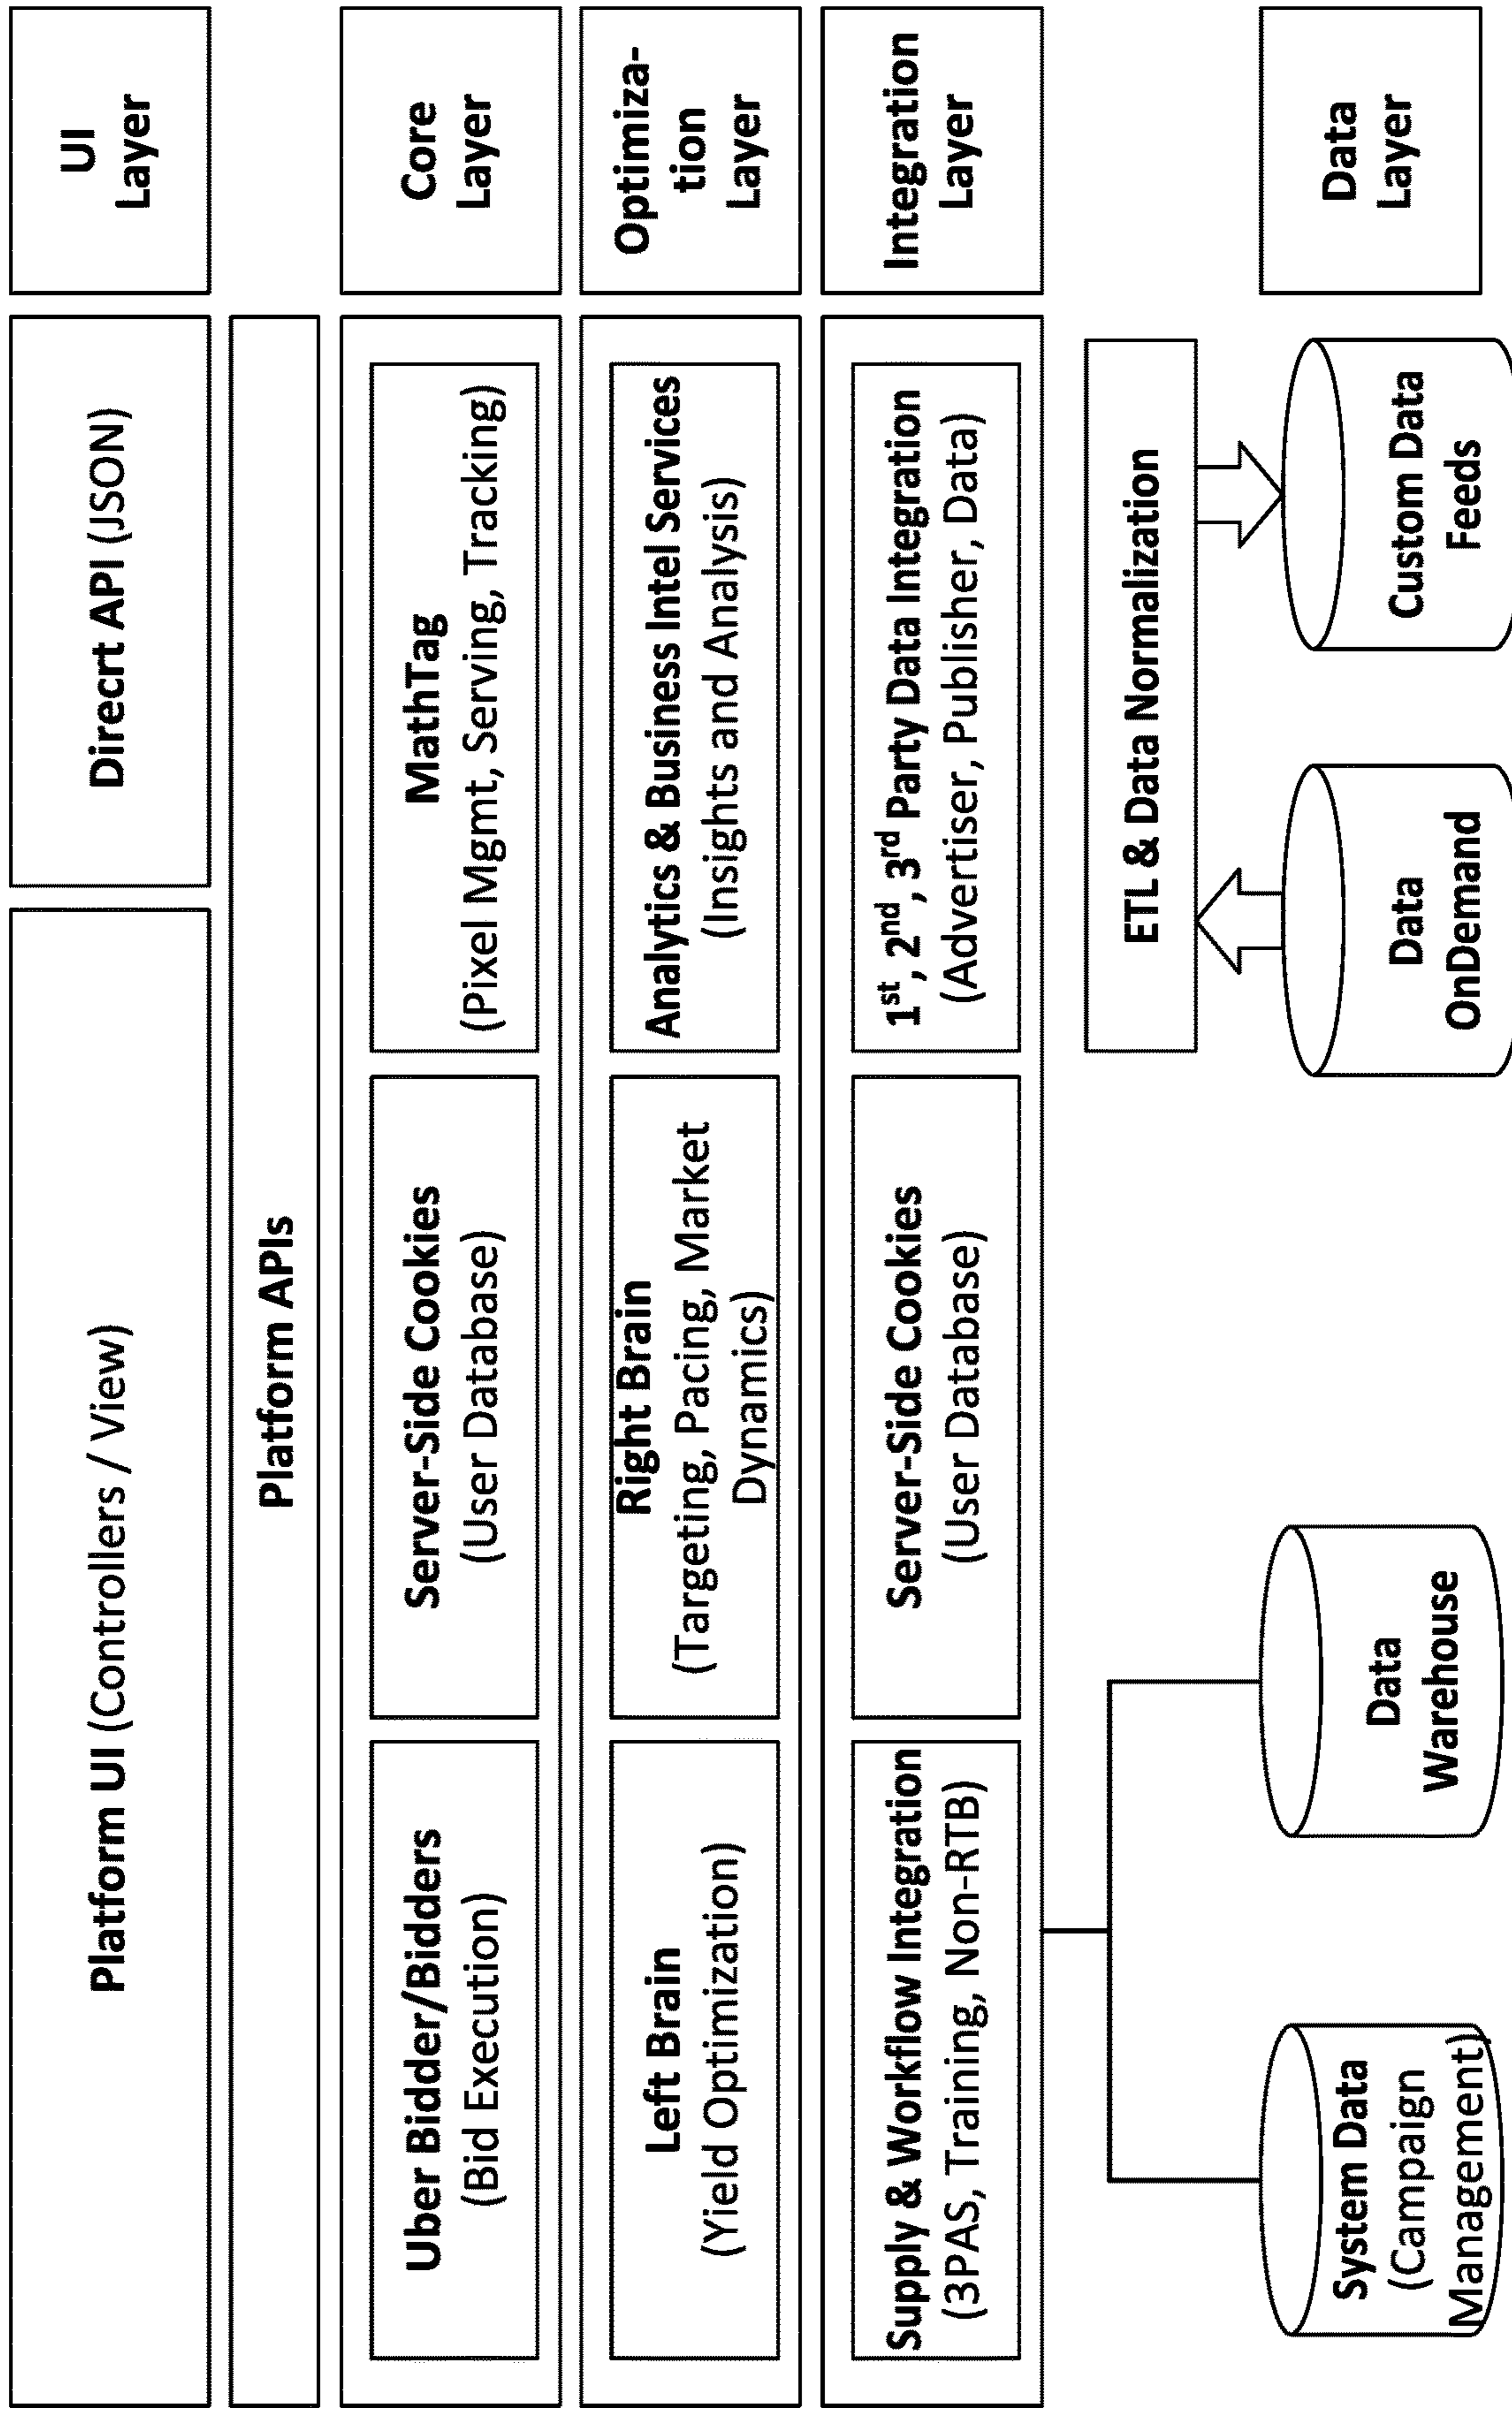 Platform UI (Controllers / View)
Direcrt API (JSON)
UI
Layer
Platform APIs
Uber Bidder/Bidders
(Bid Execution)
Server-Side Cookies
(User Database)
MathTag
(Pixel Mgmt, Serving, Tracking)
Core
Layer
Left Brain
(Yield Optimization)
Right Brain
(Targeting, Pacing, Market
Dynamics)
Analytics & Business Intel Services
(Insights and Analysis)
Optimiza-
tion
Layer
Supply & Workflow Integration
(3PAS, Training, Non-RTB)
Server-Side Cookies
(User Database)
1st, 2nd, 3rd Party Data Integration
(Advertiser, Publisher, Data)
Integration
Layer
ETL & Data Normalization
System Data
(Campaign
Management)
Data
Warehouse
Data
OnDemand
Custom Data
Feeds
Data
Layer